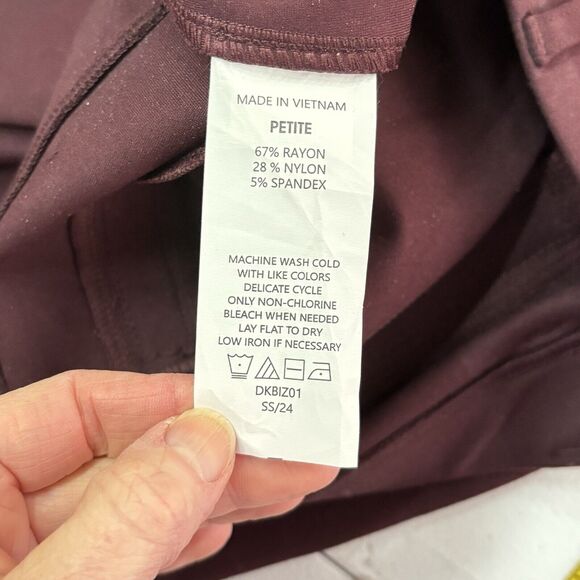 MADE IN VIETNAM
PETITE
67% RAYON
28 % NYLON
5% SPANDEX
MACHINE WASH COLD
WITH LIKE COLORS
DELICATE CYCLE
ONLY NON-CHLORINE
BLEACH WHEN NEEDED
LAY FLAT TO DRY
LOW IRON IF NECESSARY
DKBIZ01
SS/24